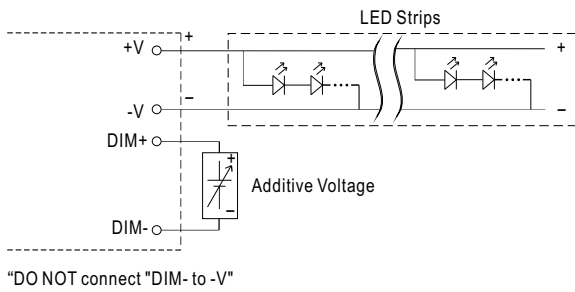 LED Strips
+V
+
+
-V
–
–
DIM+
+
Additive Voltage
–
DIM-
“DO NOT connect "DIM- to -V"